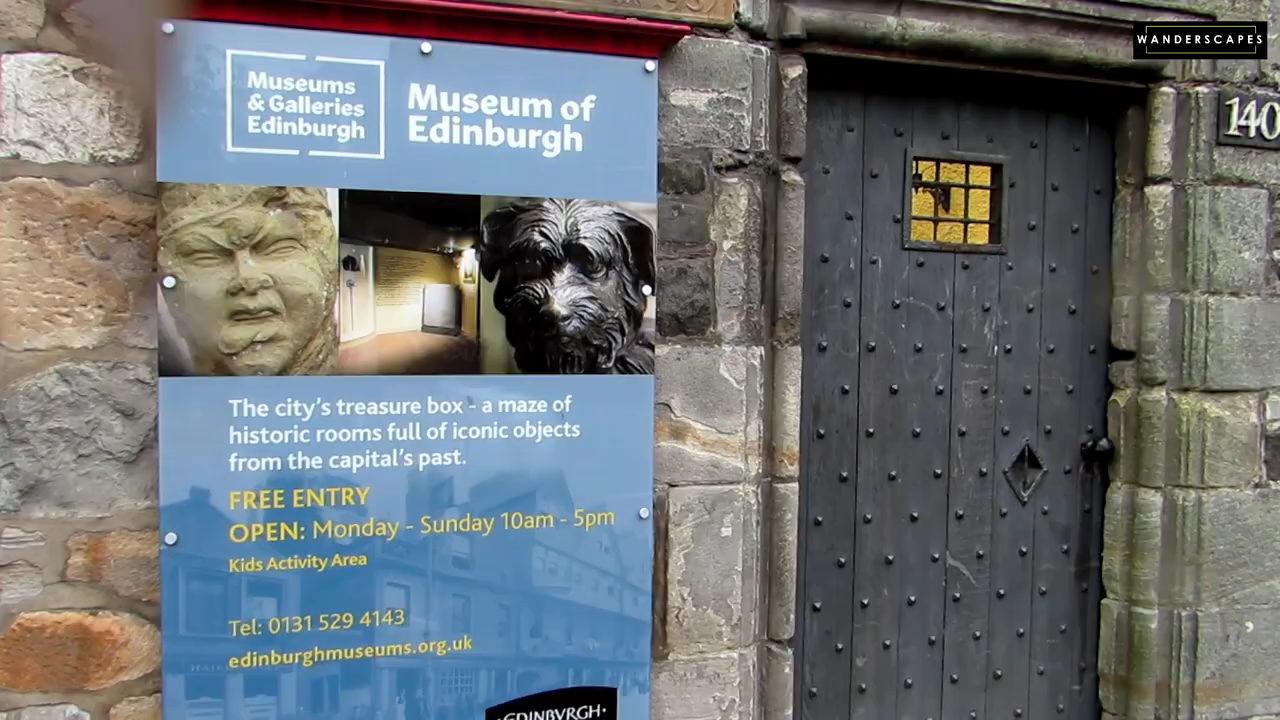 WANDERSCAPES
Museums
& Galleries
Edinburgh
Museum of
Edinburgh
140
The city's treasure box - a maze of
historic rooms full of iconic objects
from the capital's past.
FREE ENTRY
OPEN: Monday - Sunday 10am - 5pm
Kids Activity Area
Tel: 0131 529 4143
edinburghmuseums.org.uk
·EDINBVRGH·